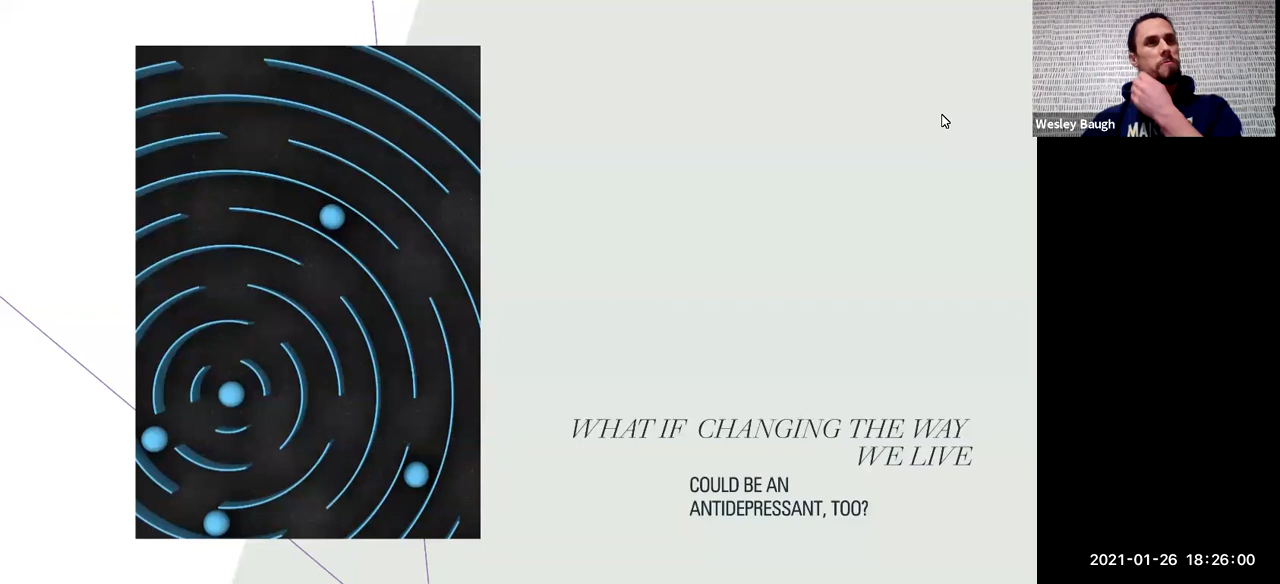 Wesley Baugh
WHAT IF CHANGING THE WAY
WE LIVE
COULD BE AN
ANTIDEPRESSANT, TOO?
2021-01-26 18:26:00